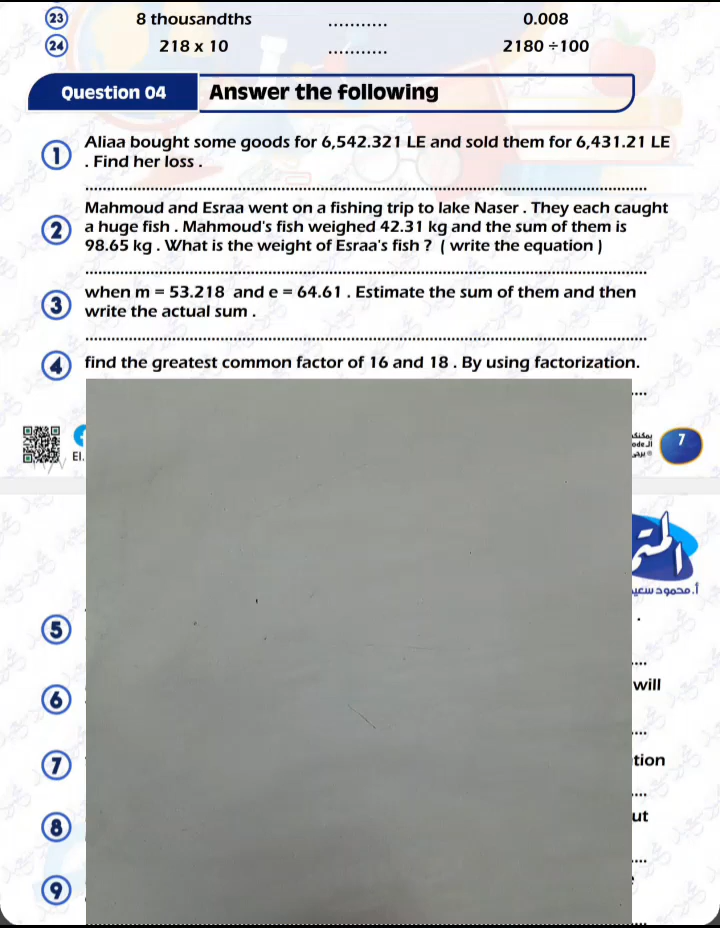 23 8 thousandths ........... 0.008
24 218 x 10 ........... 2180 ÷100
Question 04 Answer the following
1 Aliaa bought some goods for 6,542.321 LE and sold them for 6,431.21 LE
. Find her loss .
2 Mahmoud and Esraa went on a fishing trip to lake Naser . They each caught
a huge fish . Mahmoud's fish weighed 42.31 kg and the sum of them is
98.65 kg . What is the weight of Esraa's fish ? ( write the equation )
3 when m = 53.218 and e = 64.61 . Estimate the sum of them and then
write the actual sum .
4 find the greatest common factor of 16 and 18 . By using factorization.
El.
يمكنك
7
5
أ.محمود سعيد
6 will
7 tion
8 ut
9